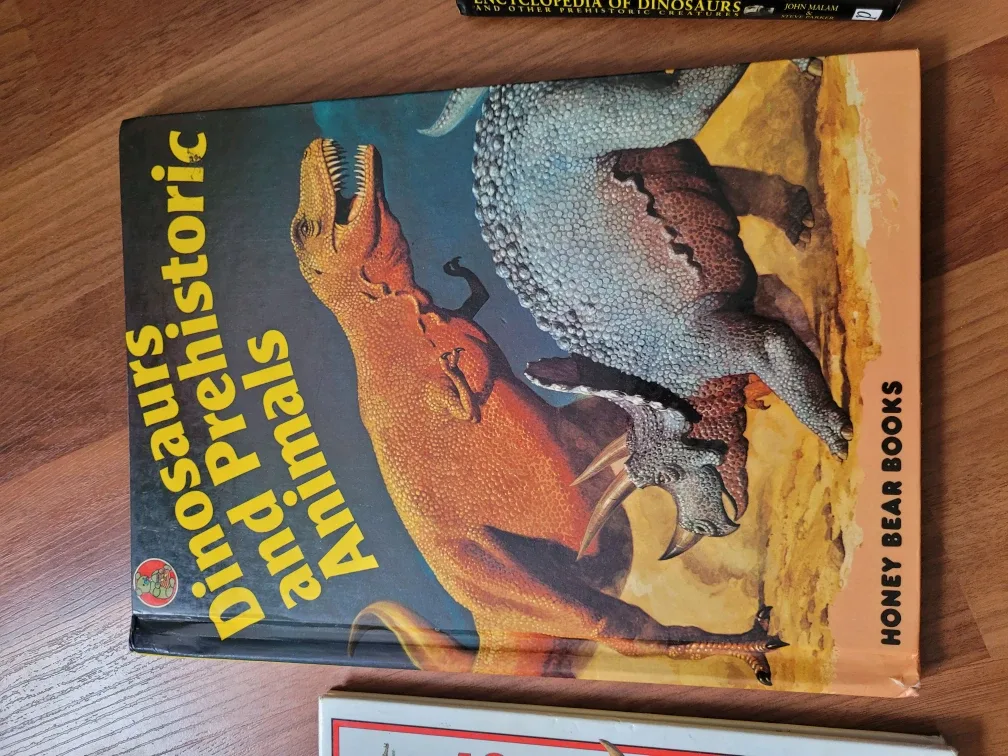 Dinosaurs
and Prehistoric
Animals
HONEY BEAR BOOKS
ENCYCLOPEDIA OF DINOSAURS
AND OTHER PREHISTORIC CREATURES
JOHN MALAM
&
STEVE PARKER
p